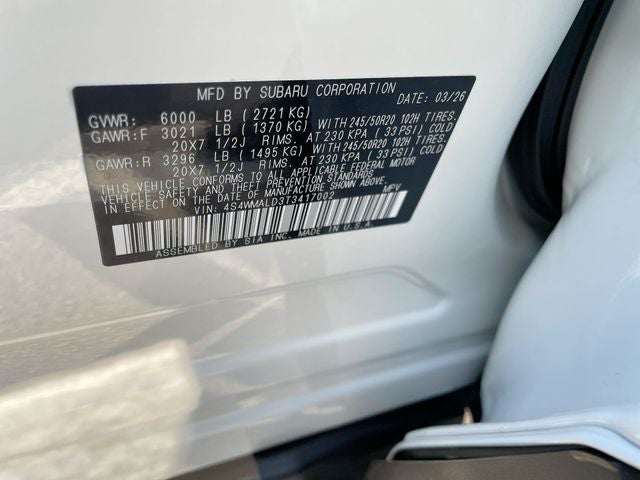 MFD BY SUBARU CORPORATION DATE: 03/26
GVWR: 6000 LB ( 2721 KG)
GAWR:F 3021 LB ( 1370 KG) WITH 245/50R20 102H TIRES.
20X7 1/2J RIMS. AT 230 KPA ( 33 PSI) COLD.
GAWR:R 3296 LB ( 1495 KG) WITH 245/50R20 102H TIRES.
20X7 1/2J RIMS. AT 230 KPA ( 33 PSI) COLD.
THIS VEHICLE CONFORMS TO ALL APPLICABLE FEDERAL MOTOR
VEHICLE SAFETY AND THEFT PREVENTION STANDARDS
IN EFFECT ON THE DATE OF MANUFACTURE SHOWN ABOVE.
VIN: 4S4WMALD3T3417002 MPV
ASSEMBLED BY SIA INC. MADE IN U.S.A.